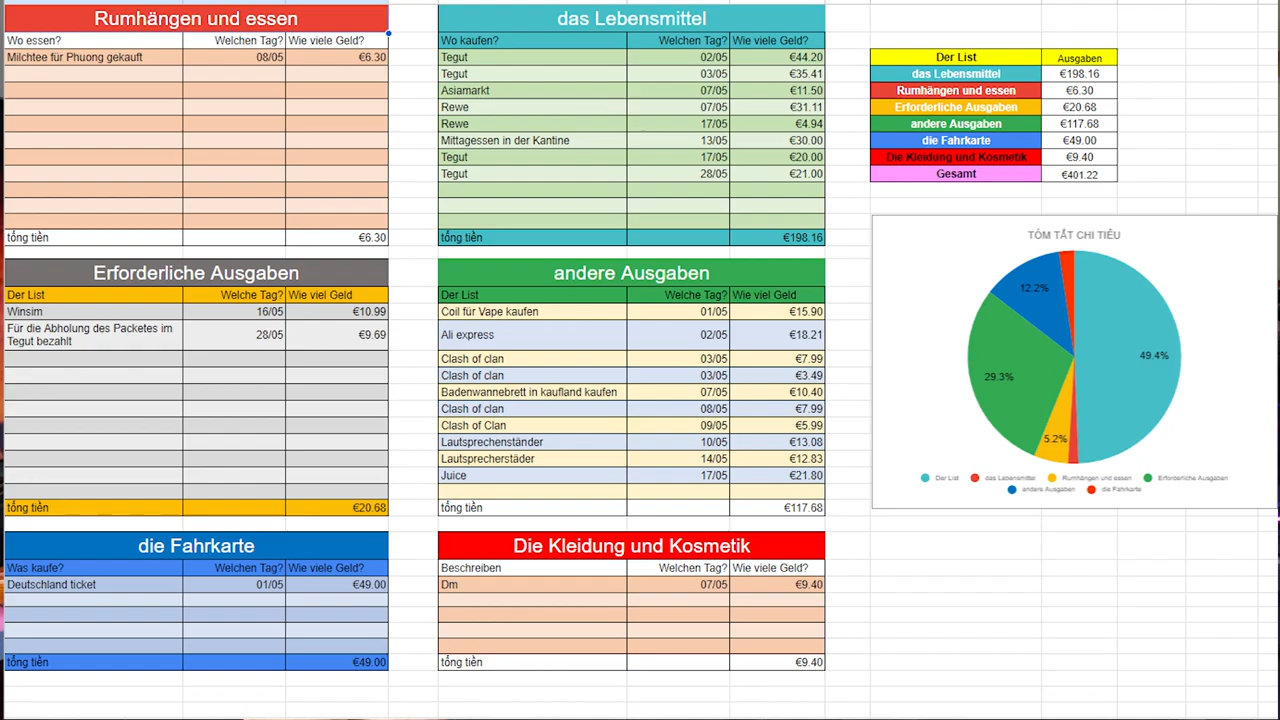 Rumhängen und essen
Wo essen? Welchen Tag? Wie viele Geld?
Milchtee für Phuong gekauft 08/05 €6.30
tổng tiền €6.30
das Lebensmittel
Wo kaufen? Welchen Tag? Wie viele Geld?
Tegut 02/05 €44.20
Tegut 03/05 €35.41
Asiamarkt 07/05 €11.50
Rewe 07/05 €31.11
Rewe 17/05 €4.94
Mittagessen in der Kantine 13/05 €30.00
Tegut 17/05 €20.00
Tegut 28/05 €21.00
tổng tiền €198.16
Der List Ausgaben
das Lebensmittel €198.16
Rumhängen und essen €6.30
Erforderliche Ausgaben €20.68
andere Ausgaben €117.68
die Fahrkarte €49.00
Die Kleidung und Kosmetik €9.40
Gesamt €401.22
Erforderliche Ausgaben
Der List Welche Tag? Wie viel Geld
Winsim 16/05 €10.99
Für die Abholung des Packetes im
Tegut bezahlt 28/05 €9.69
tổng tiền €20.68
andere Ausgaben
Der List Welche Tag? Wie viel Geld
Coil für Vape kaufen 01/05 €15.90
Ali express 02/05 €18.21
Clash of clan 03/05 €7.99
Clash of clan 03/05 €3.49
Badenwannebrett in kaufland kaufen 07/05 €10.40
Clash of clan 08/05 €7.99
Clash of Clan 09/05 €5.99
Lautsprechenständer 10/05 €13.08
Lautsprecherstäder 14/05 €12.83
Juice 17/05 €21.80
tổng tiền €117.68
TÓM TẮT CHI TIÊU
12.2%
49.4%
29.3%
5.2%
Der List das Lebensmittel Rumhängen und essen Erforderliche Ausgaben
andere Ausgaben die Fahrkarte
die Fahrkarte
Was kaufe? Welchen Tag? Wie viele Geld?
Deutschland ticket 01/05 €49.00
tổng tiền €49.00
Die Kleidung und Kosmetik
Beschreiben Welchen Tag? Wie viele Geld?
Dm 07/05 €9.40
tổng tiền €9.40